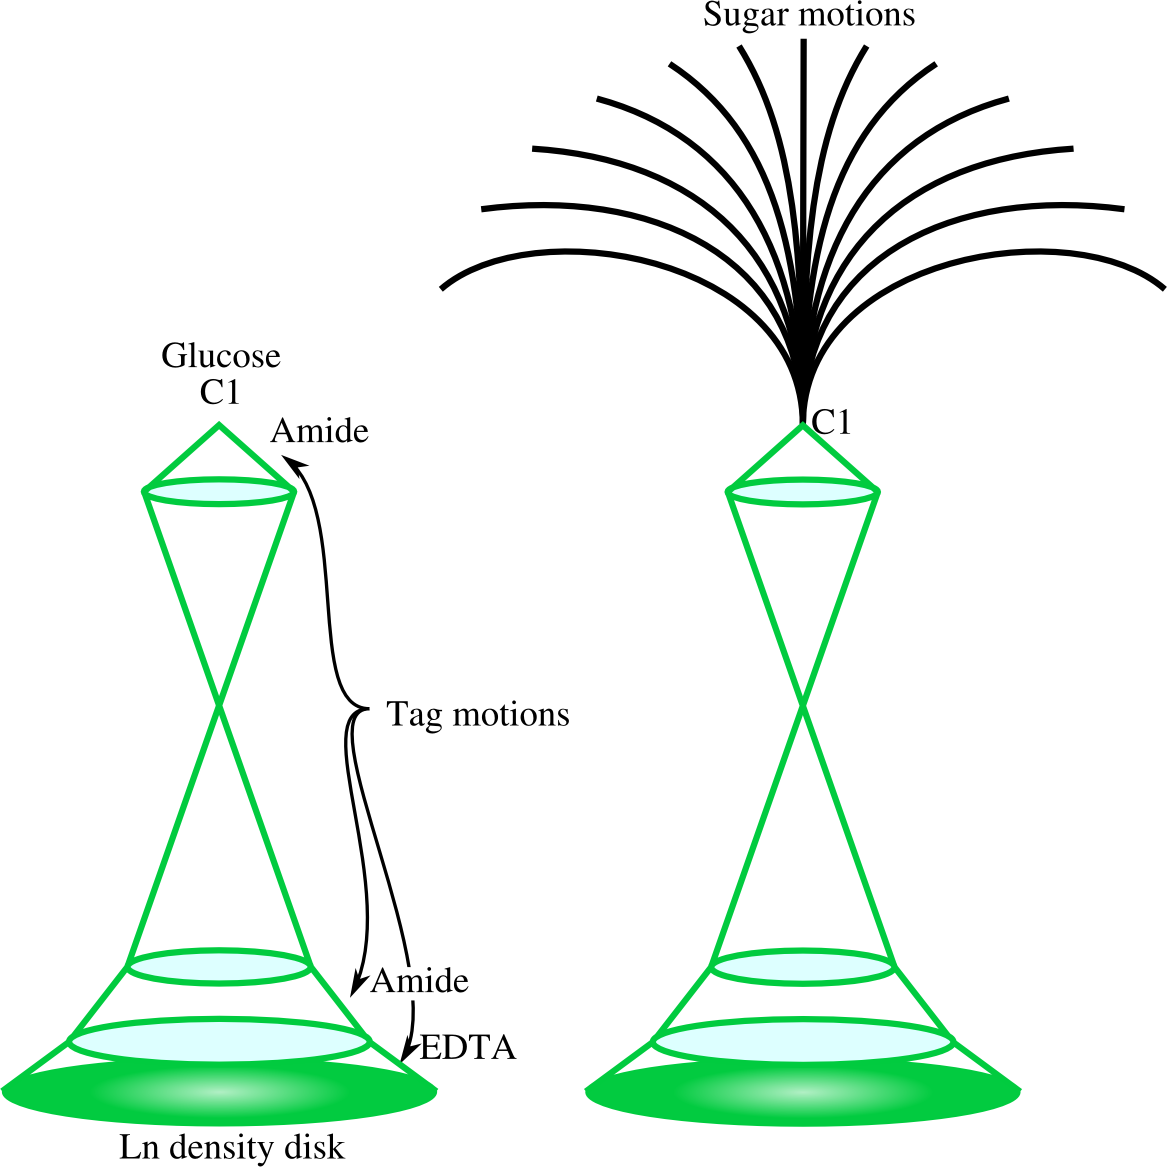 Sugar motions
Glucose
C1
Amide
C1
Tag motions
Amide
EDTA
Ln density disk